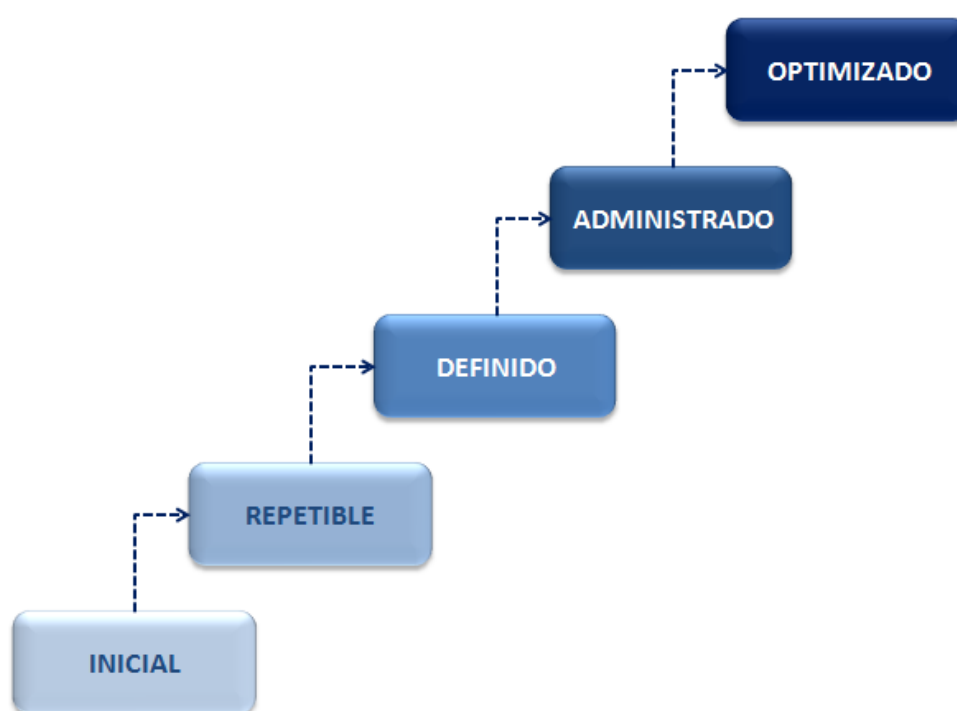 OPTIMIZADO
ADMINISTRADO
DEFINIDO
REPETIBLE
INICIAL